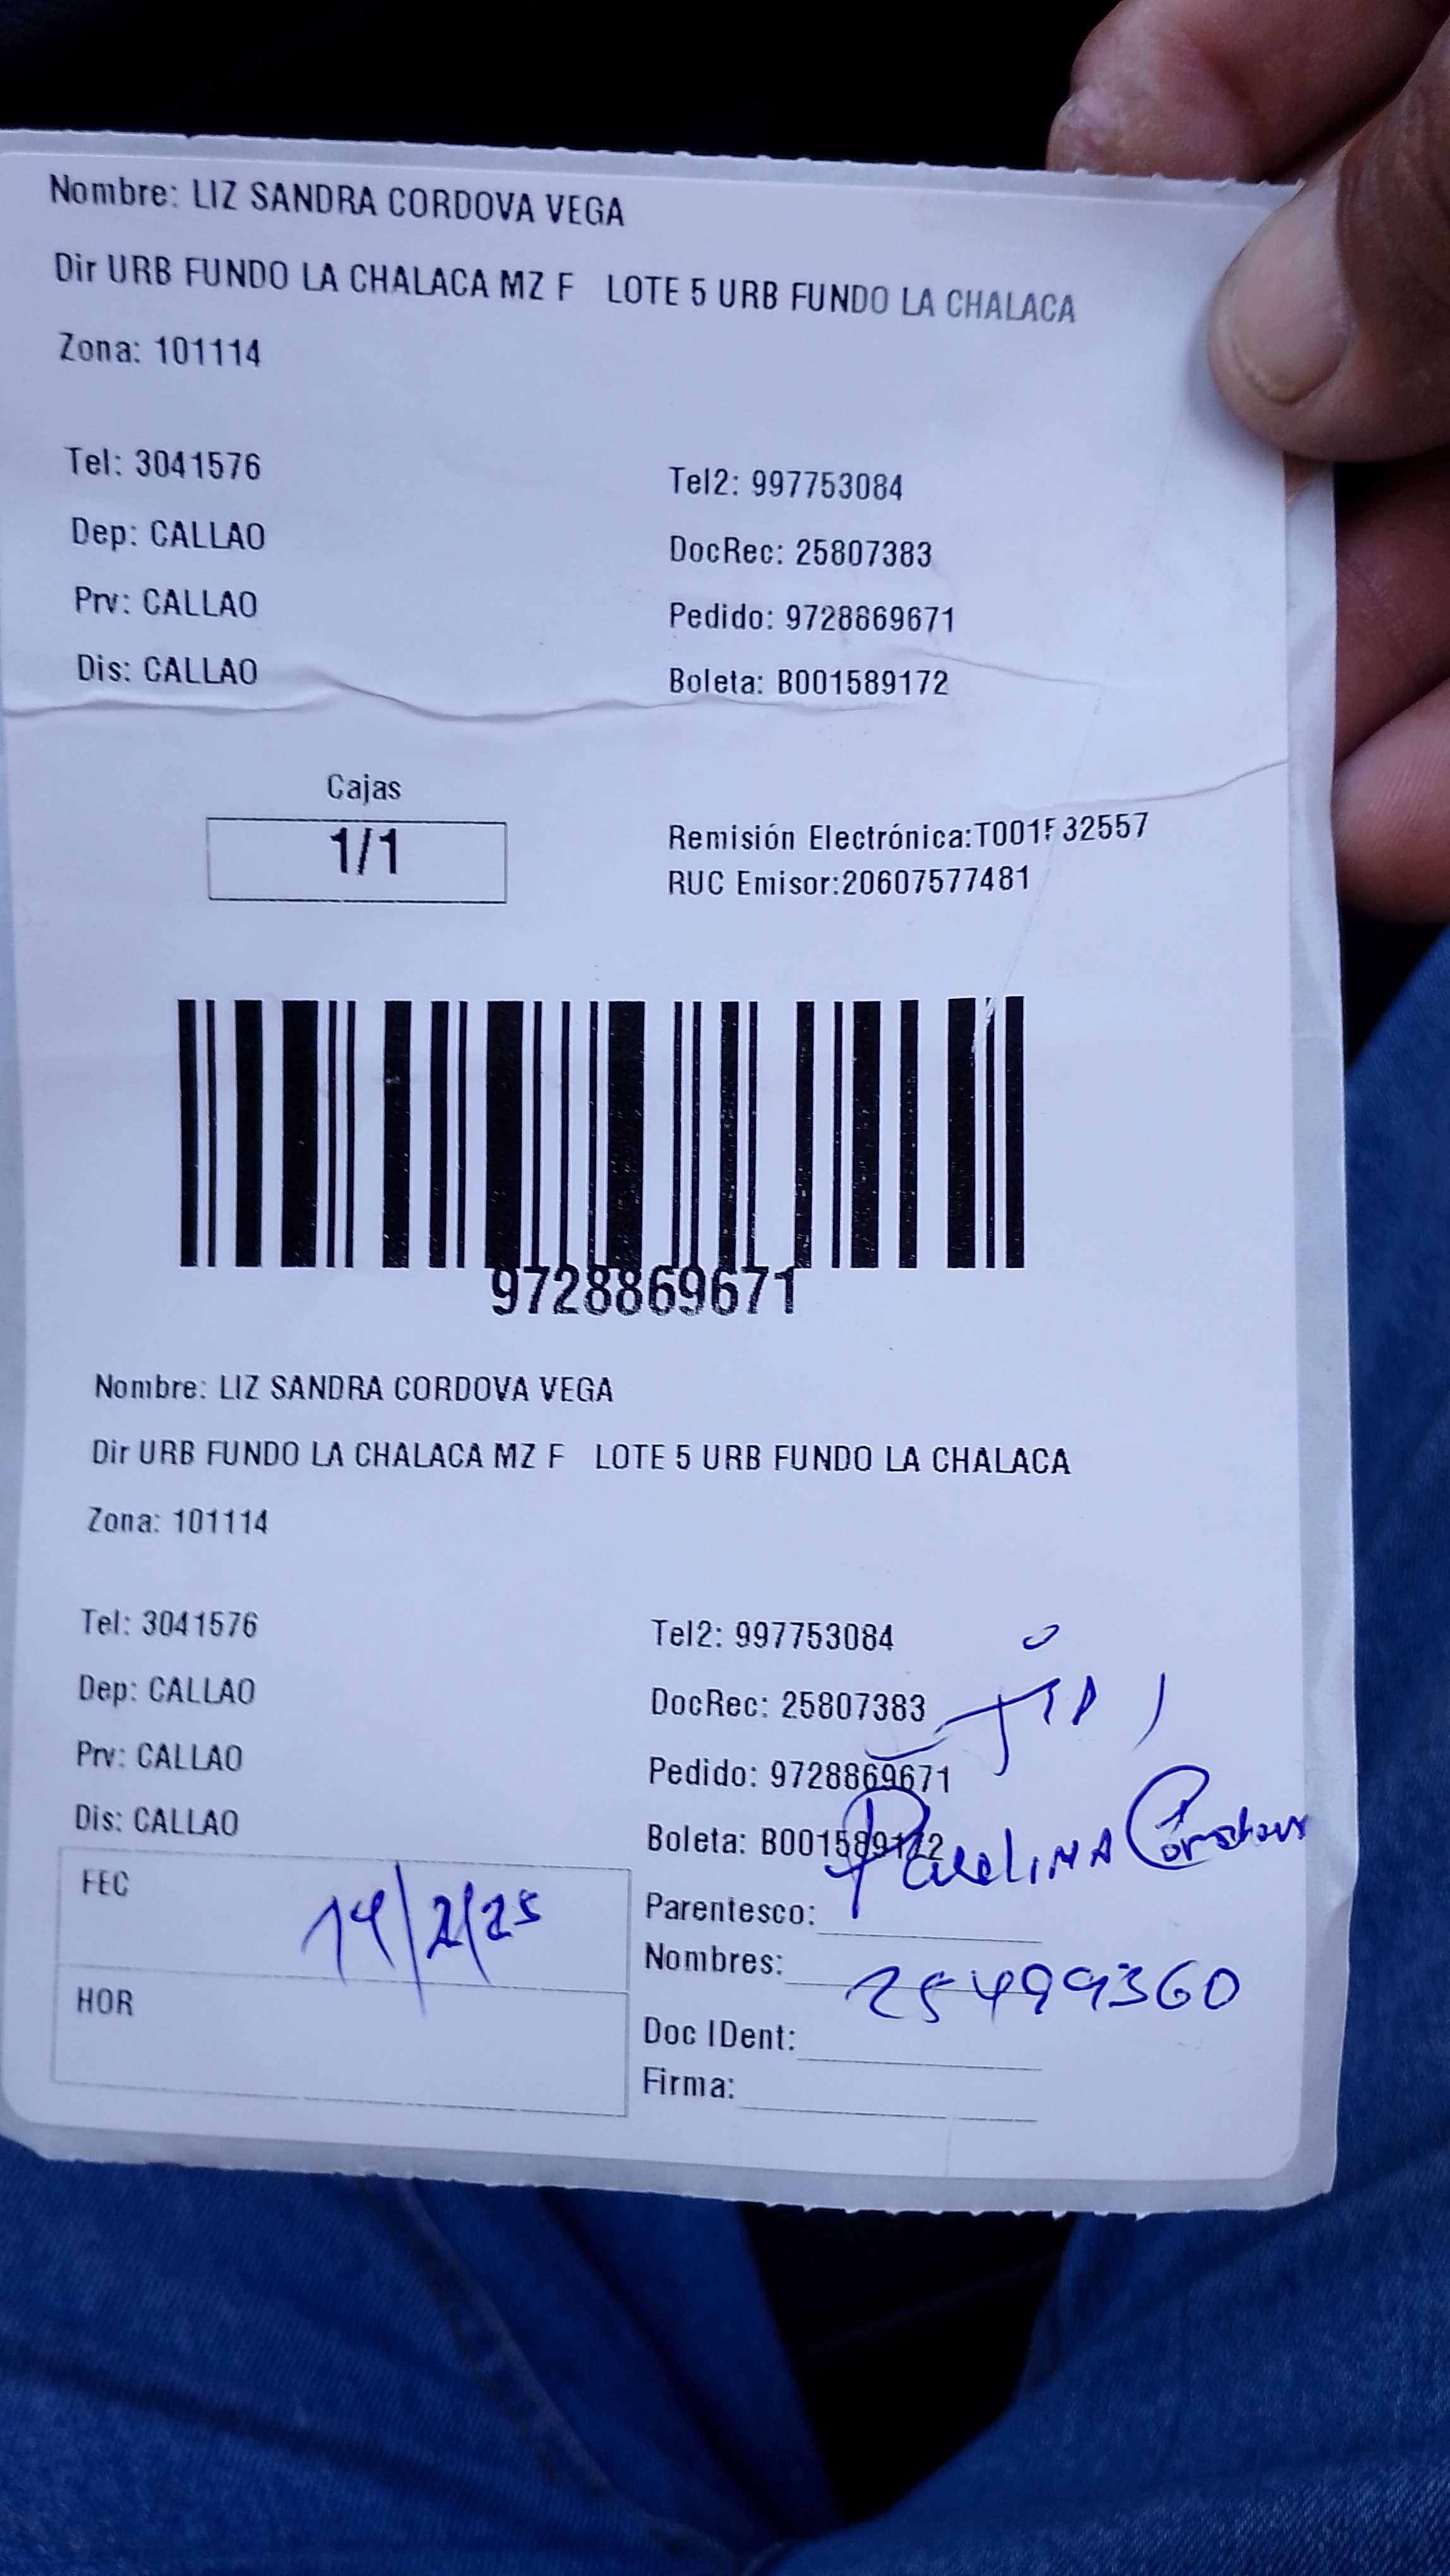 Nombre: LIZ SANDRA CORDOVA VEGA
Dir URB FUNDO LA CHALACA MZ F LOTE 5 URB FUNDO LA CHALACA
Zona: 101114
Tel: 3041576 Tel2: 997753084
Dep: CALLAO DocRec: 25807383
Prv: CALLAO Pedido: 9728869671
Dis: CALLAO Boleta: B001589172
Cajas
1/1
Remisión Electrónica:T001 32557
RUC Emisor:20607577481
9728869671
Nombre: LIZ SANDRA CORDOVA VEGA
Dir URB FUNDO LA CHALACA MZ F LOTE 5 URB FUNDO LA CHALACA
Zona: 101114
Tel: 3041576 Tel2: 997753084
Dep: CALLAO DocRec: 25807383
Prv: CALLAO Pedido: 9728869671
Dis: CALLAO Boleta: B001589172
FEC 14/2/25
HOR
Parentesco:
Nombres:
25499360
Doc IDent:
Firma: